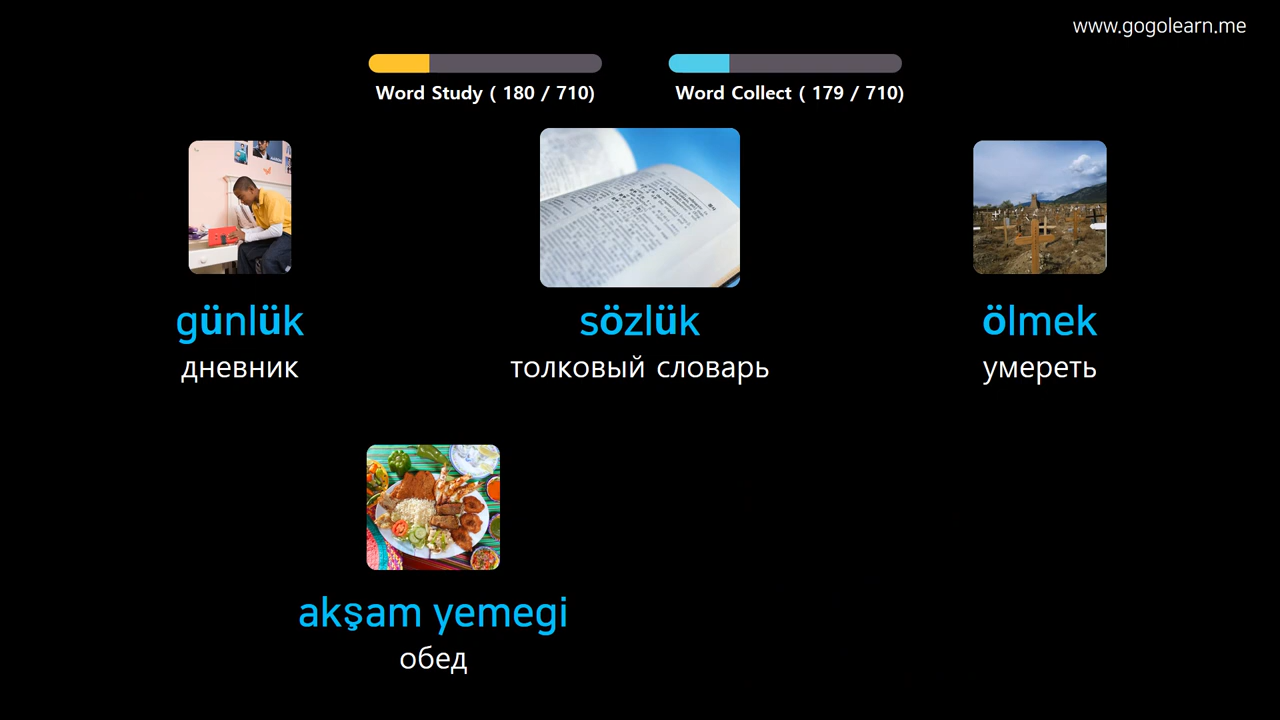 www.gogolearn.me
Word Study ( 180 / 710)
Word Collect ( 179 / 710)
günlük
дневник
sözlük
толковый словарь
ölmek
умереть
akşam yemegi
обед